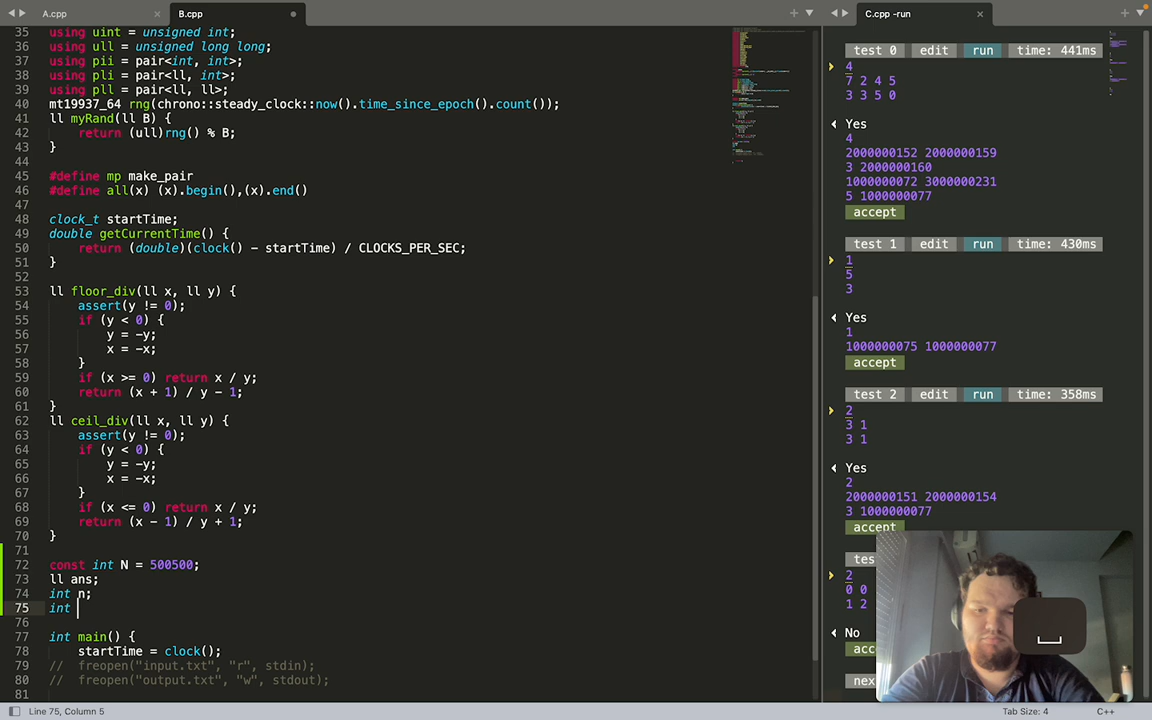 A.cpp
B.cpp
35 using uint = unsigned int;
36 using ull = unsigned long long;
37 using pii = pair<int, int>;
38 using pli = pair<ll, int>;
39 using pll = pair<ll, ll>;
40 mt19937_64 rng(chrono::steady_clock::now().time_since_epoch().count());
41 ll myRand(ll B) {
42     return (ull)rng() % B;
43 }
44
45 #define mp make_pair
46 #define all(x) (x).begin(),(x).end()
47
48 clock_t startTime;
49 double getCurrentTime() {
50     return (double)(clock() - startTime) / CLOCKS_PER_SEC;
51 }
52
53 ll floor_div(ll x, ll y) {
54     assert(y != 0);
55     if (y < 0) {
56         y = -y;
57         x = -x;
58     }
59     if (x >= 0) return x / y;
60     return (x + 1) / y - 1;
61 }
62 ll ceil_div(ll x, ll y) {
63     assert(y != 0);
64     if (y < 0) {
65         y = -y;
66         x = -x;
67     }
68     if (x <= 0) return x / y;
69     return (x - 1) / y + 1;
70 }
71
72 const int N = 500500;
73 ll ans;
74 int n;
75 int
76
77 int main() {
78     startTime = clock();
79 //  freopen("input.txt", "r", stdin);
80 //  freopen("output.txt", "w", stdout);
81
Line 75, Column 5
C.cpp -run
test 0 edit run time: 441ms
4
7 2 4 5
3 3 5 0
Yes
4
2000000152 2000000159
3 2000000160
1000000072 3000000231
5 1000000077
accept
test 1 edit run time: 430ms
1
5
3
Yes
1
1000000075 1000000077
accept
test 2 edit run time: 358ms
2
3 1
3 1
Yes
2
2000000151 2000000154
3 1000000077
accept
tes
2
0 0
1 2
No
acc
nex
Tab Size: 4
C++